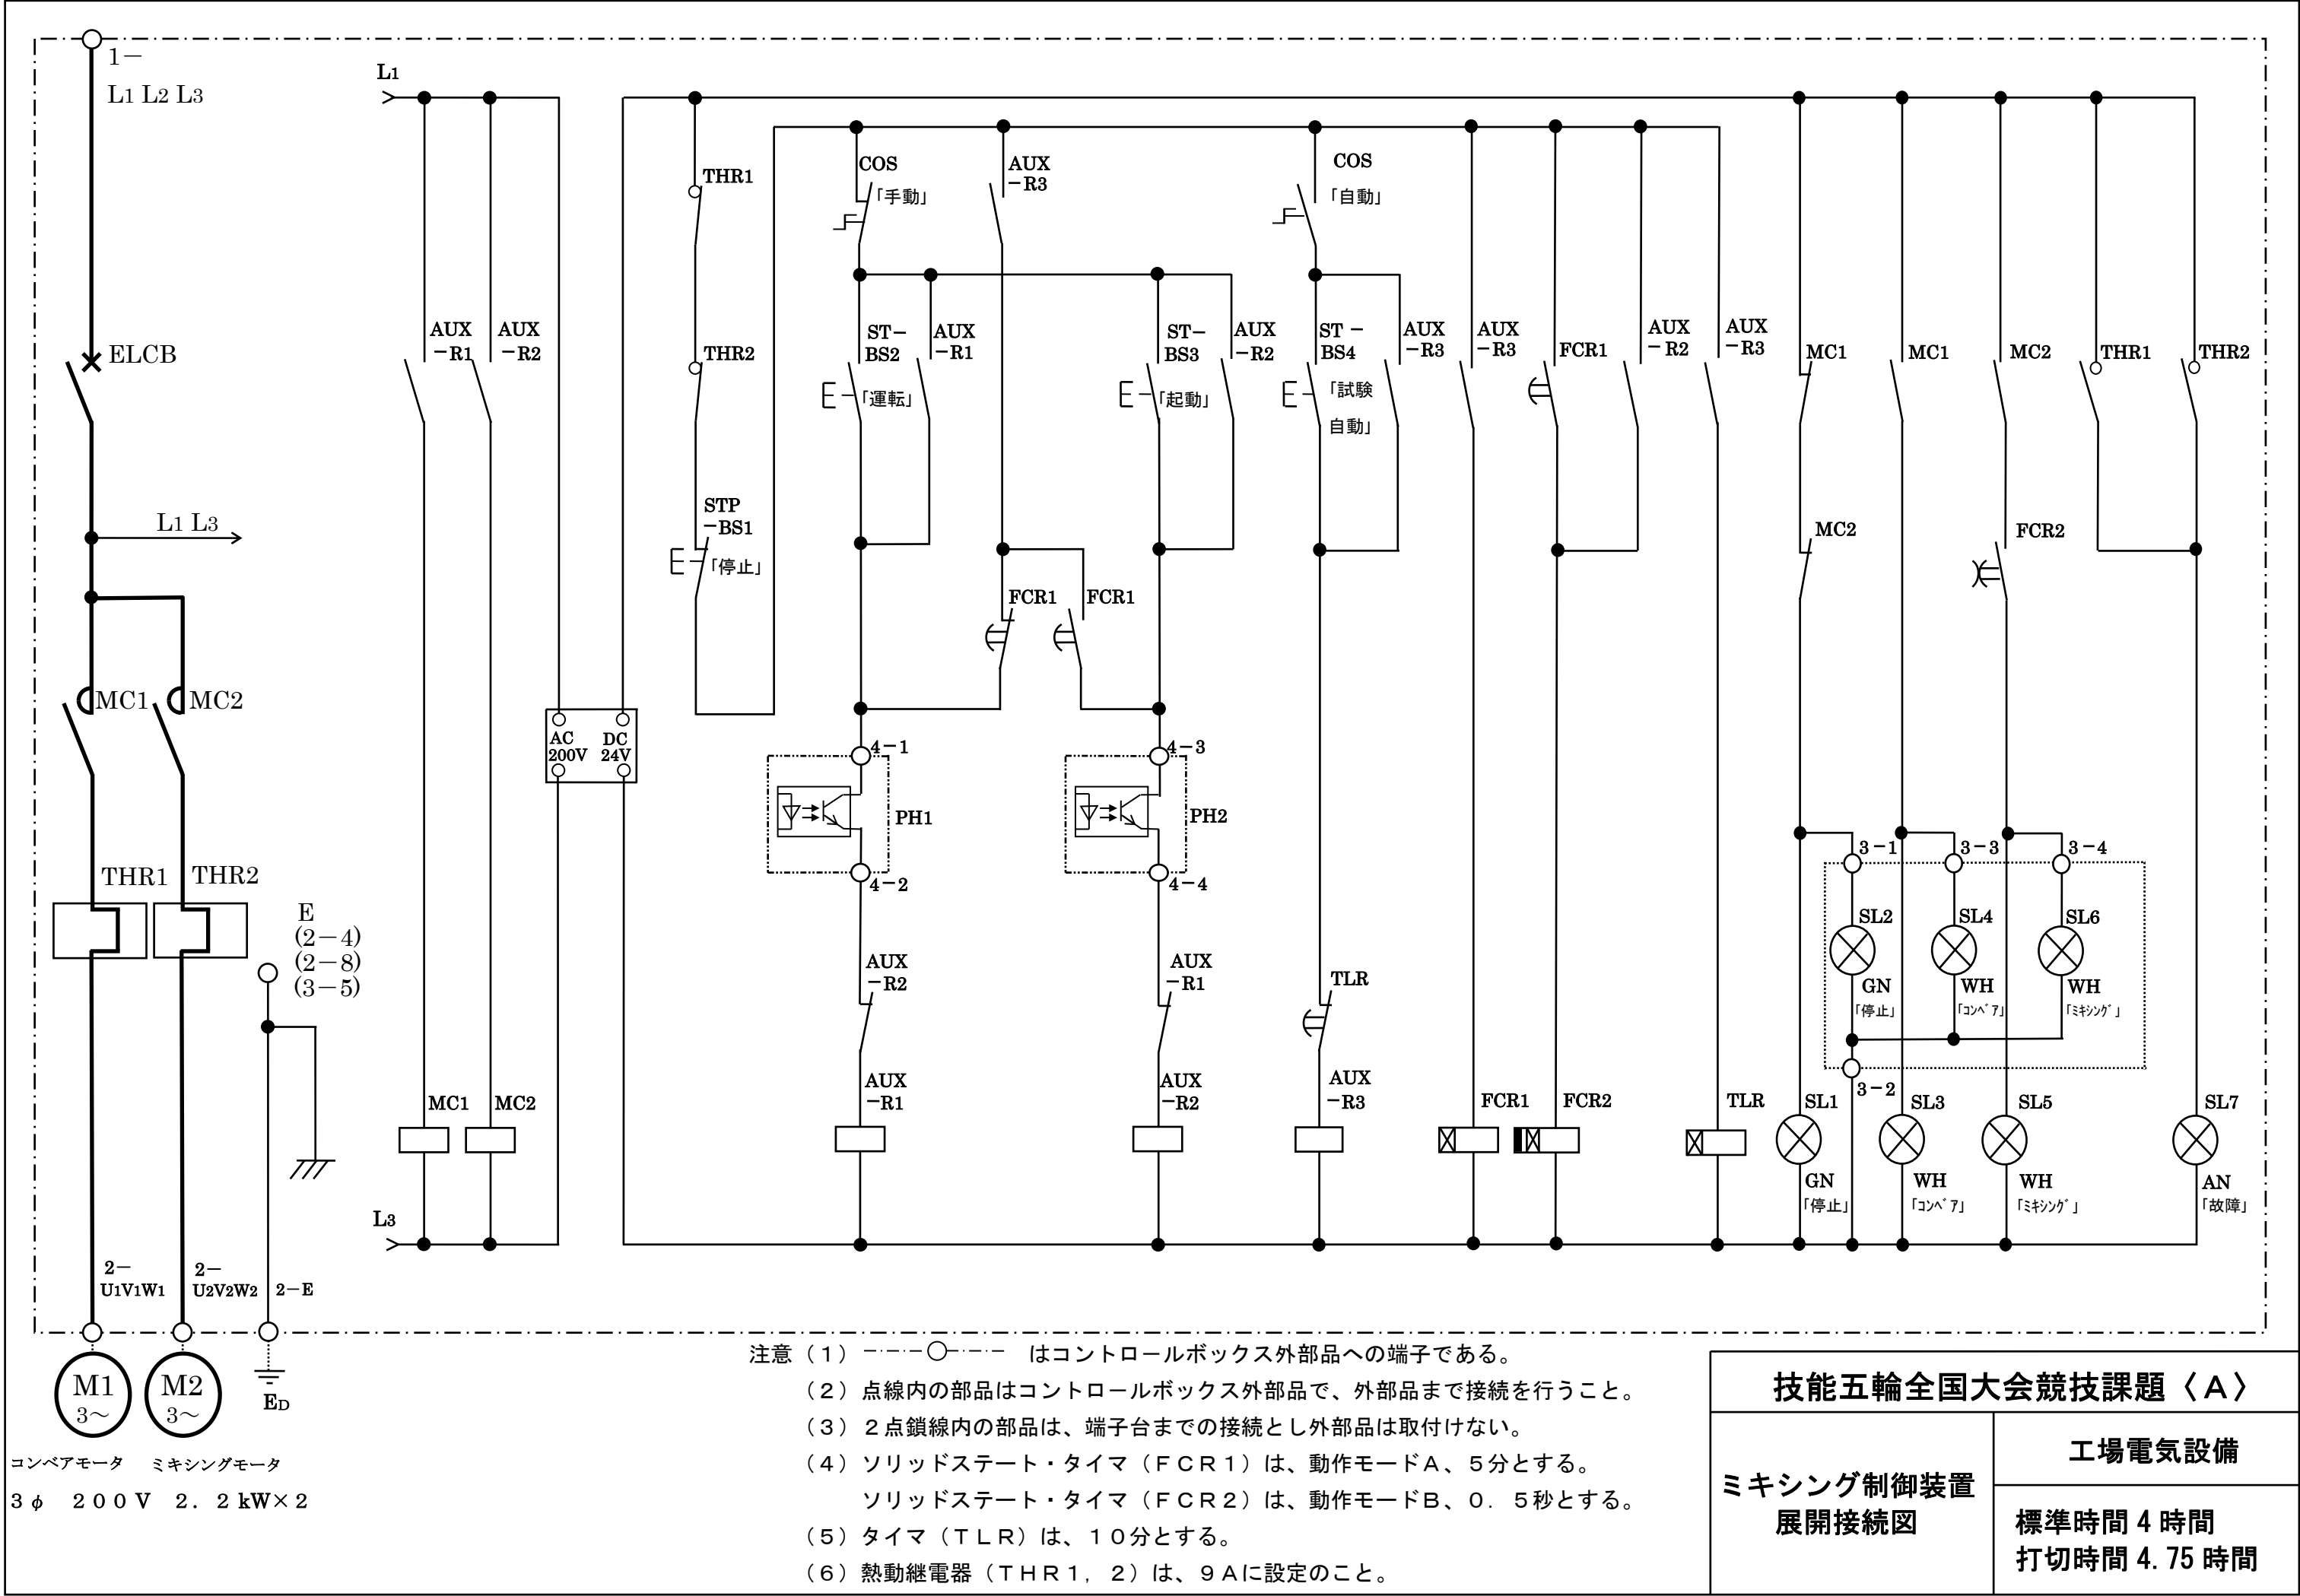 1－
L1 L2 L3
ELCB
L1 L3
MC1
MC2
THR1
THR2
E
(2－4)
(2－8)
(3－5)
2－
U1V1W1
2－
U2V2W2
2－E
M1
3～
M2
3～
ED
コンベアモータ
ミキシングモータ
3φ　200V　2．2kW×2
L1
AUX
－R1
AUX
－R2
MC1
MC2
L3
AC
200V
DC
24V
THR1
THR2
STP
－BS1
「停止」
COS
「手動」
ST－
BS2
「運転」
AUX
－R1
AUX
－R3
FCR1
FCR1
4－1
PH1
4－2
AUX
－R2
AUX
－R1
ST－
BS3
「起動」
AUX
－R2
4－3
PH2
4－4
AUX
－R1
AUX
－R2
COS
「自動」
ST－
BS4
「試験
自動」
AUX
－R3
TLR
AUX
－R3
AUX
－R3
FCR1
FCR1
FCR2
AUX
－R2
AUX
－R3
TLR
MC1
MC2
SL1
GN
「停止」
3－1
SL2
GN
「停止」
3－2
MC1
3－3
SL4
WH
「ｺﾝﾍﾞｱ」
SL3
WH
「ｺﾝﾍﾞｱ」
MC2
FCR2
3－4
SL6
WH
「ﾐｷｼﾝｸﾞ」
SL5
WH
「ﾐｷｼﾝｸﾞ」
THR1
THR2
SL7
AN
「故障」
注意（1）　はコントロールボックス外部品への端子である。
（2）点線内の部品はコントロールボックス外部品で、外部品まで接続を行うこと。
（3）２点鎖線内の部品は、端子台までの接続とし外部品は取付けない。
（4）ソリッドステート・タイマ（ＦＣＲ１）は、動作モードＡ、５分とする。
ソリッドステート・タイマ（ＦＣＲ２）は、動作モードＢ、０．５秒とする。
（5）タイマ（ＴＬＲ）は、１０分とする。
（6）熱動継電器（ＴＨＲ１，２）は、９Ａに設定のこと。
技能五輪全国大会競技課題〈Ａ〉
ミキシング制御装置
展開接続図
工場電気設備
標準時間 4 時間
打切時間 4.75 時間